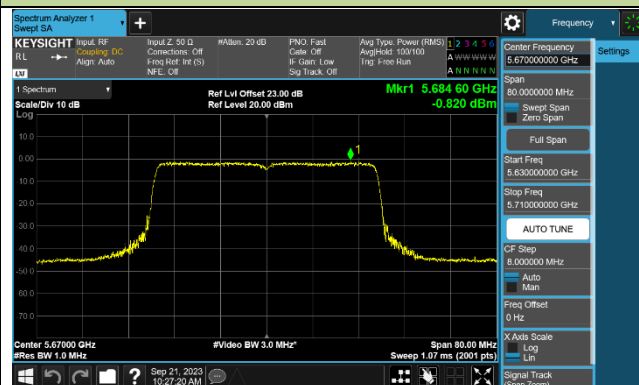 Spectrum Analyzer 1
Swept SA
+
Frequency
KEYSIGHT
RL
LXI
Input: RF
Coupling: DC
Align: Auto
Input Z: 50 Ω
Corrections: Off
Freq Ref: Int (S)
NFE: Off
#Atten: 20 dB
PNO: Fast
Gate: Off
IF Gain: Low
Sig Track: Off
Avg Type: Power (RMS)
Avg|Hold: 100/100
Trig: Free Run
1 2 3 4 5 6
A W W W W W
A N N N N N
1 Spectrum
Scale/Div 10 dB
Log
Ref Lvl Offset 23.00 dB
Ref Level 20.00 dBm
Mkr1 5.684 60 GHz
-0.820 dBm
1
10.0
0.00
-10.0
-20.0
-30.0
-40.0
-50.0
-60.0
-70.0
Center 5.67000 GHz
#Res BW 1.0 MHz
#Video BW 3.0 MHz*
Span 80.00 MHz
Sweep 1.07 ms (2001 pts)
Center Frequency
5.670000000 GHz
Span
80.0000000 MHz
Swept Span
Zero Span
Full Span
Start Freq
5.630000000 GHz
Stop Freq
5.710000000 GHz
AUTO TUNE
CF Step
8.000000 MHz
Auto
Man
Freq Offset
0 Hz
X Axis Scale
Log
Lin
Signal Track
(Span Zoom)
Settings
?
Sep 21, 2023
10:27:20 AM